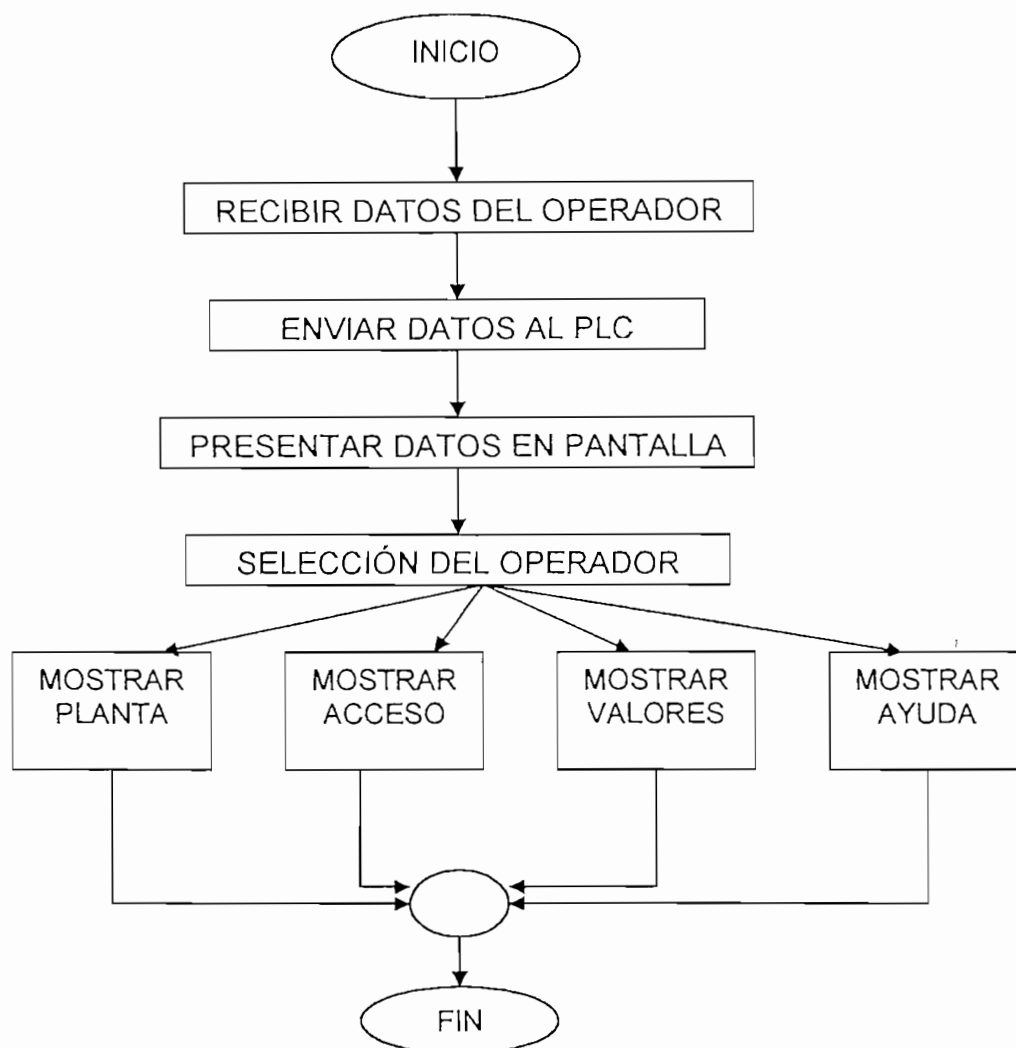 INICIO
RECIBIR DATOS DEL OPERADOR
ENVIAR DATOS AL PLC
PRESENTAR DATOS EN PANTALLA
SELECCIÓN DEL OPERADOR
MOSTRAR
PLANTA
MOSTRAR
ACCESO
MOSTRAR
VALORES
MOSTRAR
AYUDA
FIN